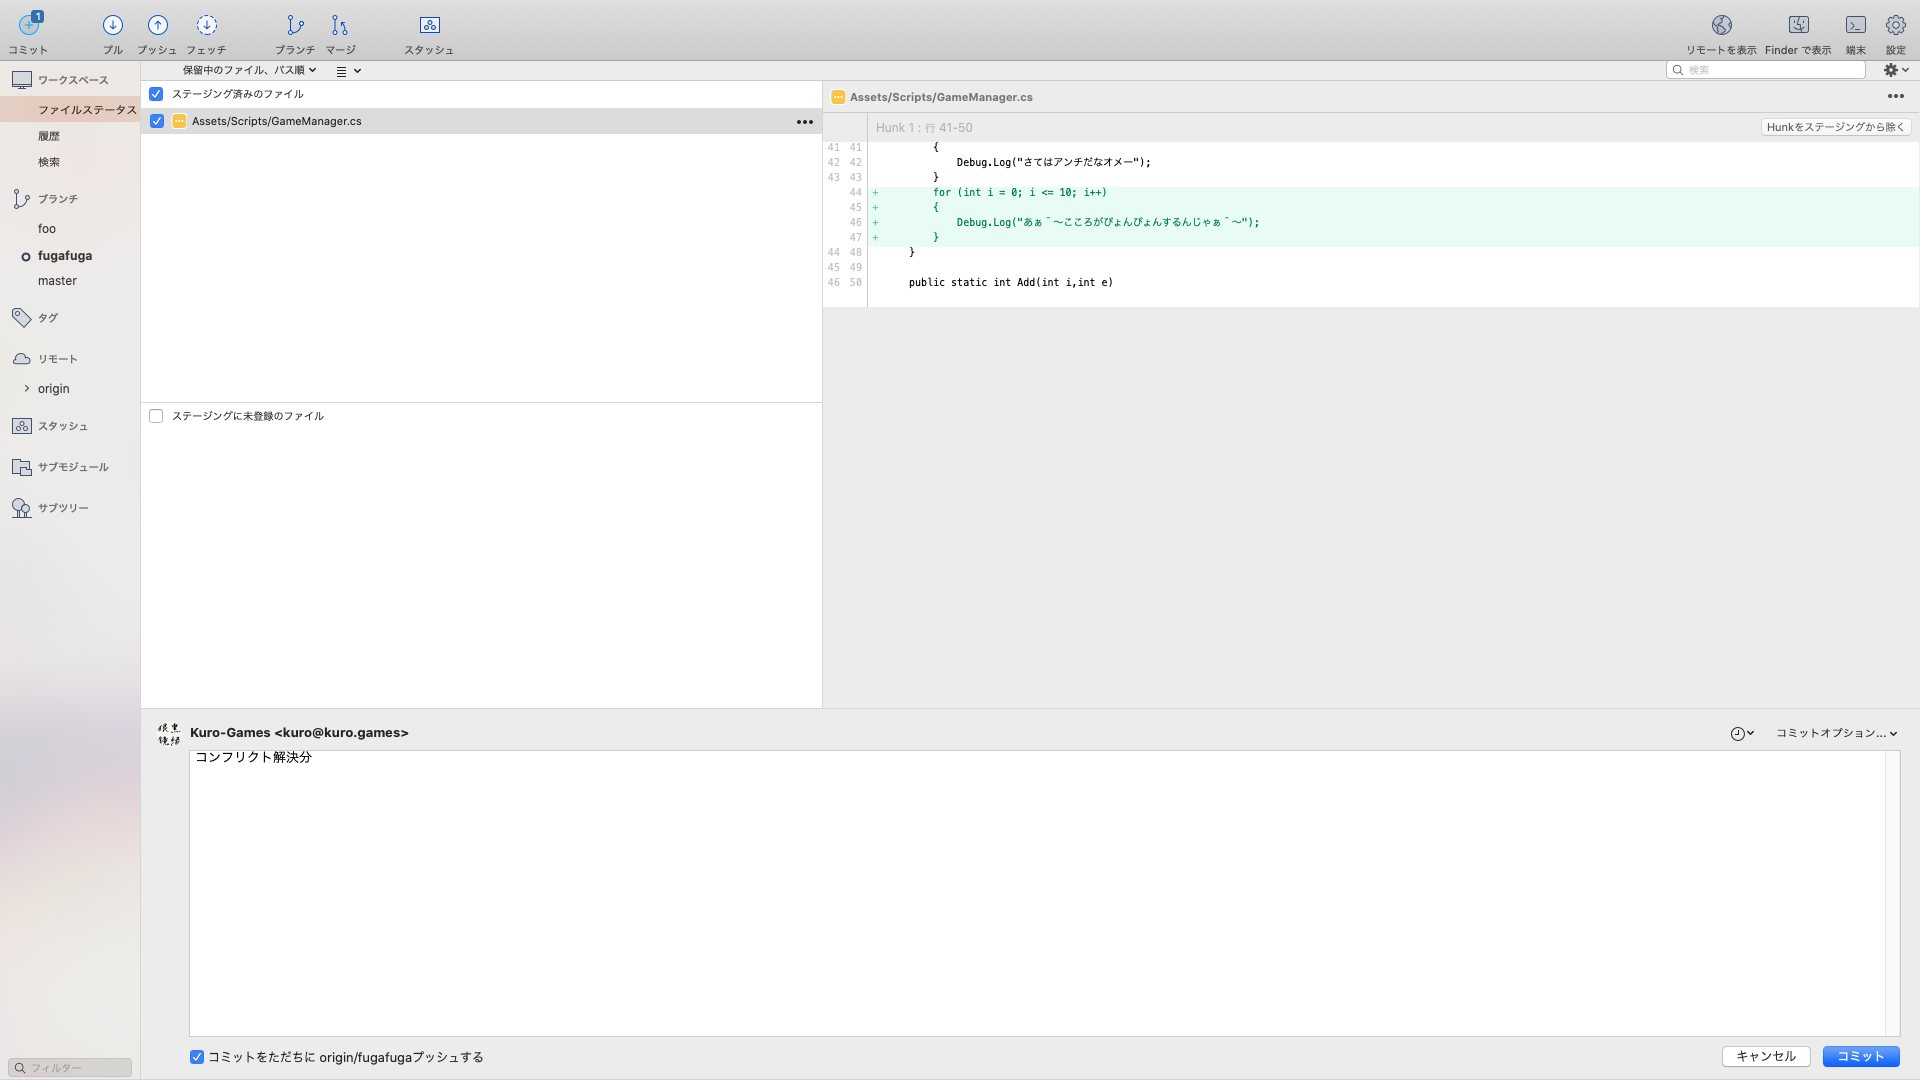 1
コミット プル プッシュ フェッチ ブランチ マージ スタッシュ リモートを表示 Finder で表示 端末 設定
ワークスペース
ファイルステータス
履歴
検索
ブランチ
foo
fugafuga
master
タグ
リモート
origin
スタッシュ
サブモジュール
サブツリー
フィルター
保留中のファイル、パス順
検索
ステージング済みのファイル
Assets/Scripts/GameManager.cs
ステージングに未登録のファイル
Assets/Scripts/GameManager.cs
Hunk 1 : 行 41-50 Hunkをステージングから除く
41 41 {
42 42 Debug.Log("さてはアンチだなオメー");
43 43 }
44 + for (int i = 0; i <= 10; i++)
45 + {
46 + Debug.Log("あぁ＾～こころがぴょんぴょんするんじゃぁ＾～");
47 + }
44 48 }
45 49
46 50 public static int Add(int i,int e)
Kuro-Games <kuro@kuro.games>
コミットオプション...
コンフリクト解決分
コミットをただちに origin/fugafugaプッシュする
キャンセル コミット